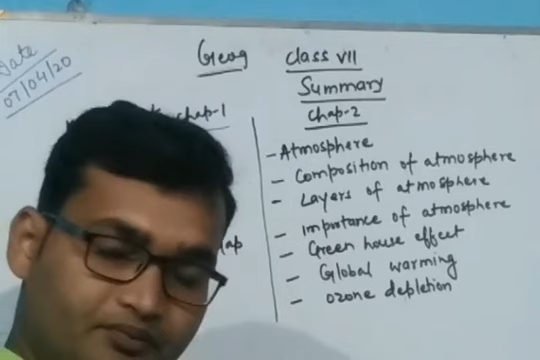 Date
07/04/20
Geog class VII
Summary
chap-1
chap-2
- Atmosphere
- Composition of atmosphere
- Layers of atmosphere
- Importance of atmosphere
- Green house effect
- Global warming
- ozone depletion